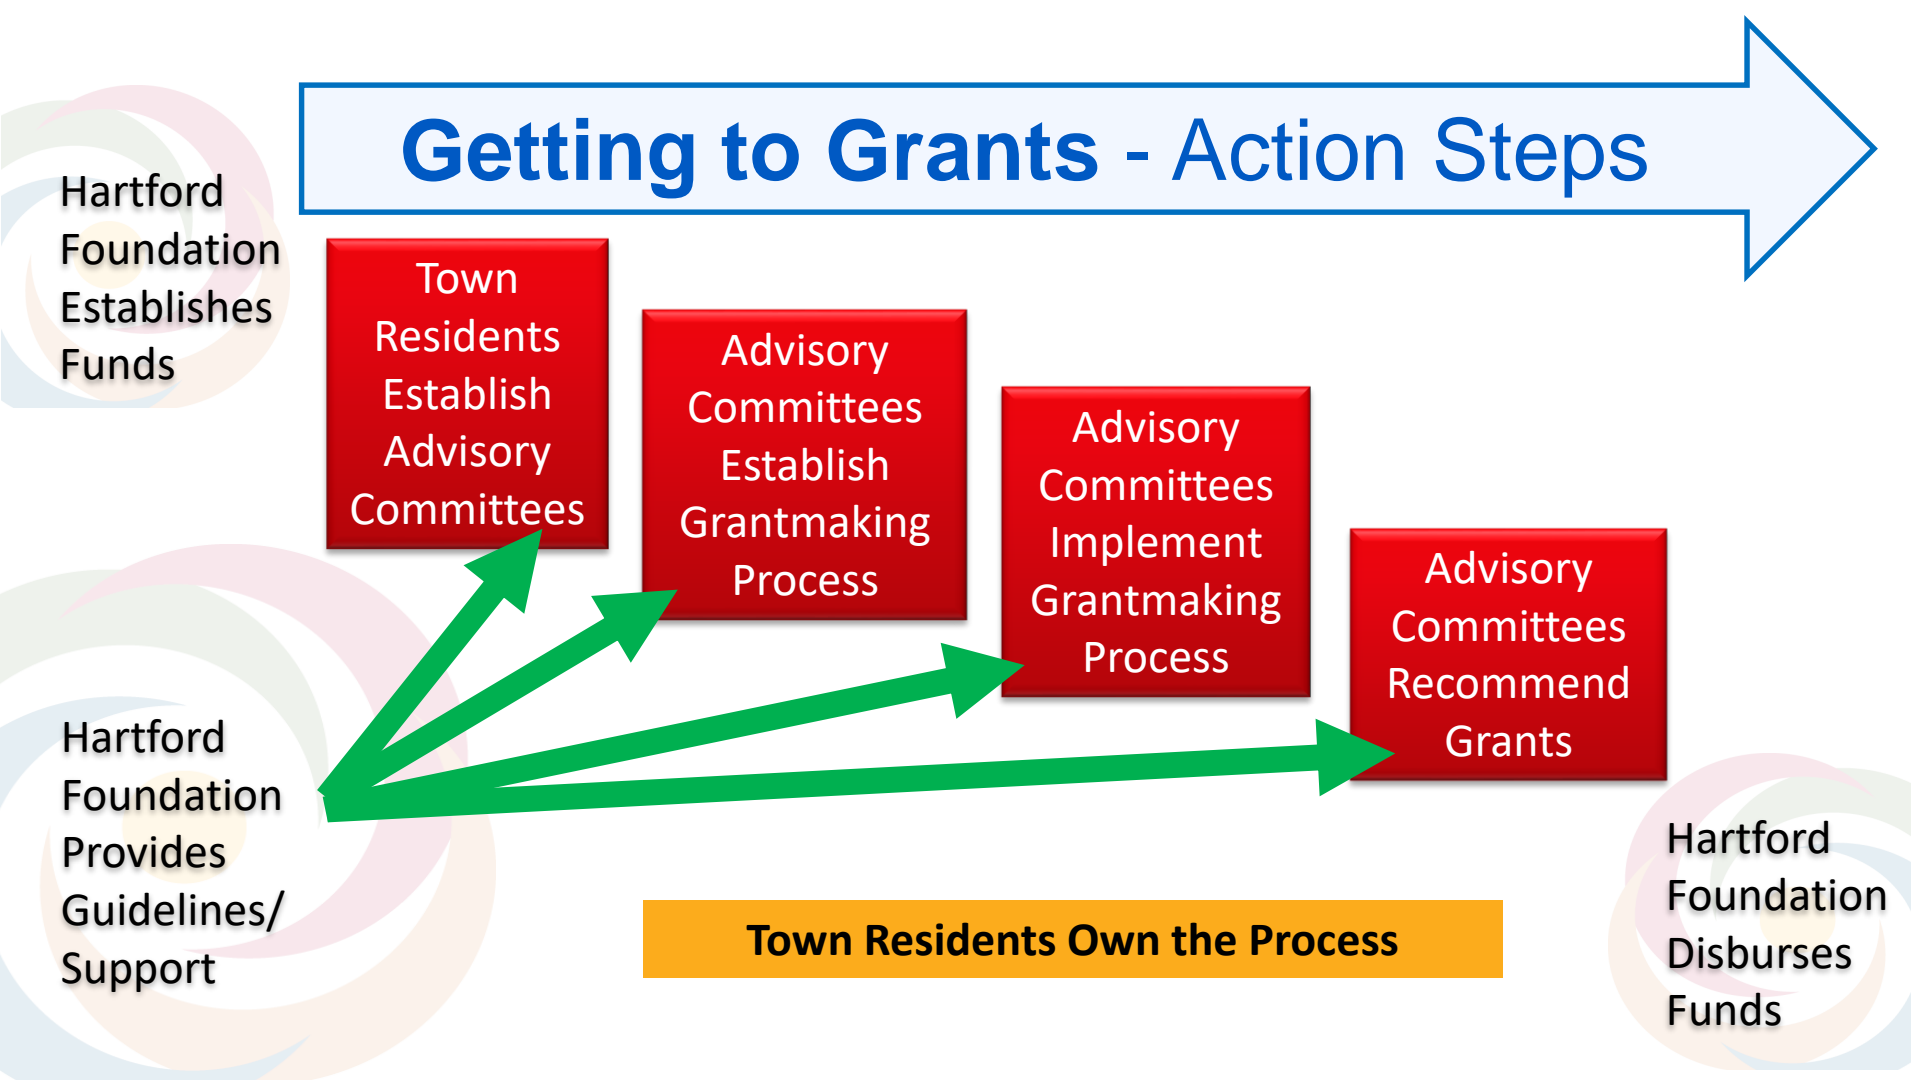 Getting to Grants - Action Steps
Hartford
Foundation
Establishes
Funds
Town
Residents
Establish
Advisory
Committees
Advisory
Committees
Establish
Grantmaking
Process
Advisory
Committees
Implement
Grantmaking
Process
Advisory
Committees
Recommend
Grants
Hartford
Foundation
Provides
Guidelines/
Support
Town Residents Own the Process
Hartford
Foundation
Disburses
Funds